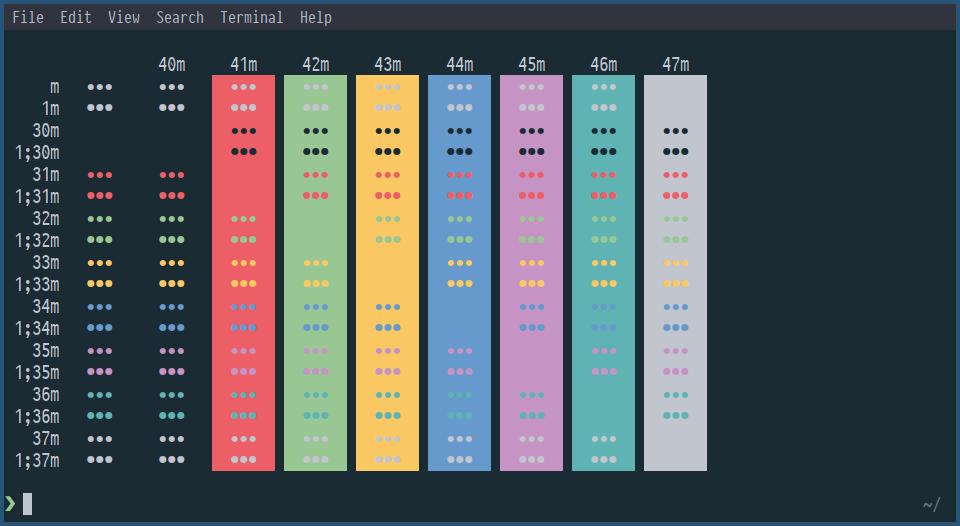 File Edit View Search Terminal Help
40m 41m 42m 43m 44m 45m 46m 47m
m ••• ••• ••• ••• ••• ••• ••• •••
1m ••• ••• ••• ••• ••• ••• ••• •••
30m ••• ••• ••• ••• ••• ••• •••
1;30m ••• ••• ••• ••• ••• ••• •••
31m ••• ••• ••• ••• ••• ••• ••• •••
1;31m ••• ••• ••• ••• ••• ••• ••• •••
32m ••• ••• ••• ••• ••• ••• ••• •••
1;32m ••• ••• ••• ••• ••• ••• ••• •••
33m ••• ••• ••• ••• ••• ••• ••• •••
1;33m ••• ••• ••• ••• ••• ••• ••• •••
34m ••• ••• ••• ••• ••• ••• ••• •••
1;34m ••• ••• ••• ••• ••• ••• ••• •••
35m ••• ••• ••• ••• ••• ••• ••• •••
1;35m ••• ••• ••• ••• ••• ••• ••• •••
36m ••• ••• ••• ••• ••• ••• ••• •••
1;36m ••• ••• ••• ••• ••• ••• ••• •••
37m ••• ••• ••• ••• ••• ••• ••• •••
1;37m ••• ••• ••• ••• ••• ••• ••• •••
❯ ~/